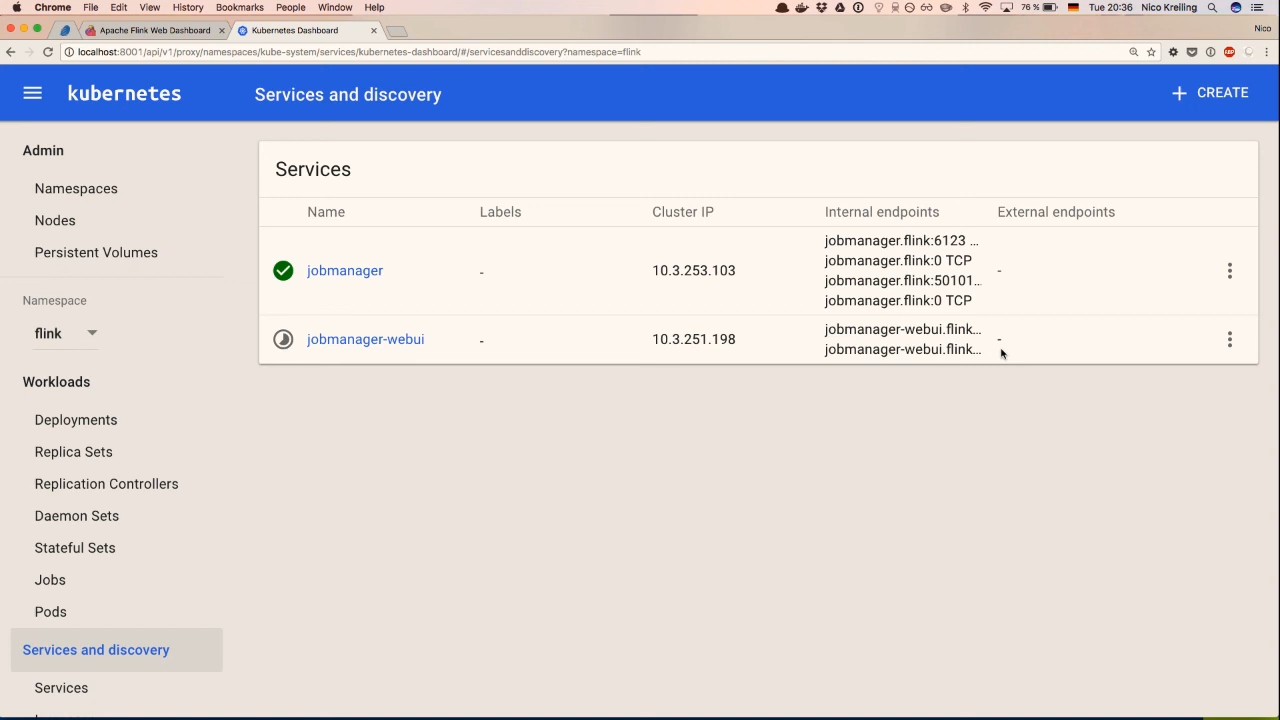 Chrome File Edit View History Bookmarks People Window Help 76 % Tue 20:36 Nico Kreiling
Apache Flink Web Dashboard Kubernetes Dashboard Nico
localhost:8001/api/v1/proxy/namespaces/kube-system/services/kubernetes-dashboard/#/servicesanddiscovery?namespace=flink
kubernetes Services and discovery + CREATE
Admin
Namespaces
Nodes
Persistent Volumes
Namespace
flink
Workloads
Deployments
Replica Sets
Replication Controllers
Daemon Sets
Stateful Sets
Jobs
Pods
Services and discovery
Services
Services
Name Labels Cluster IP Internal endpoints External endpoints
jobmanager - 10.3.253.103 jobmanager.flink:6123 ... -
jobmanager.flink:0 TCP
jobmanager.flink:50101...
jobmanager.flink:0 TCP
jobmanager-webui - 10.3.251.198 jobmanager-webui.flink... -
jobmanager-webui.flink...